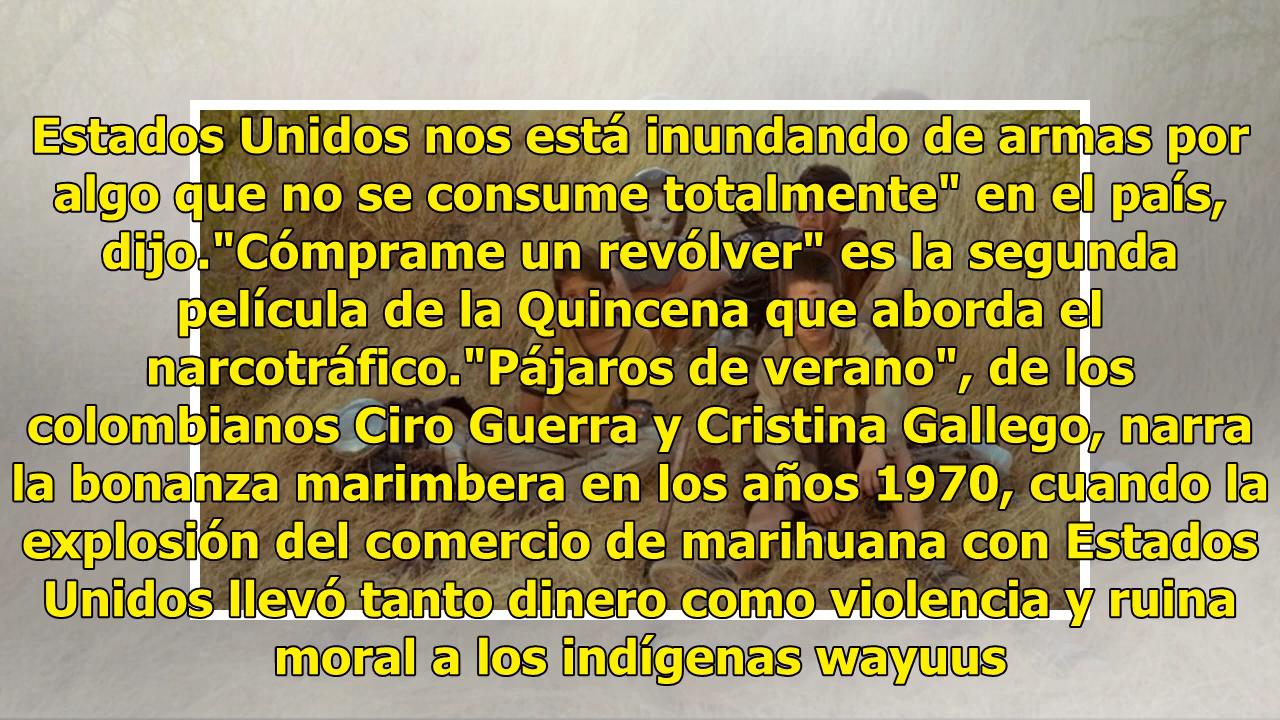 Estados Unidos nos está inundando de armas por
algo que no se consume totalmente" en el país,
dijo."Cómprame un revólver" es la segunda
película de la Quincena que aborda el
narcotráfico."Pájaros de verano", de los
colombianos Ciro Guerra y Cristina Gallego, narra
la bonanza marimbera en los años 1970, cuando la
explosión del comercio de marihuana con Estados
Unidos llevó tanto dinero como violencia y ruina
moral a los indígenas wayuus